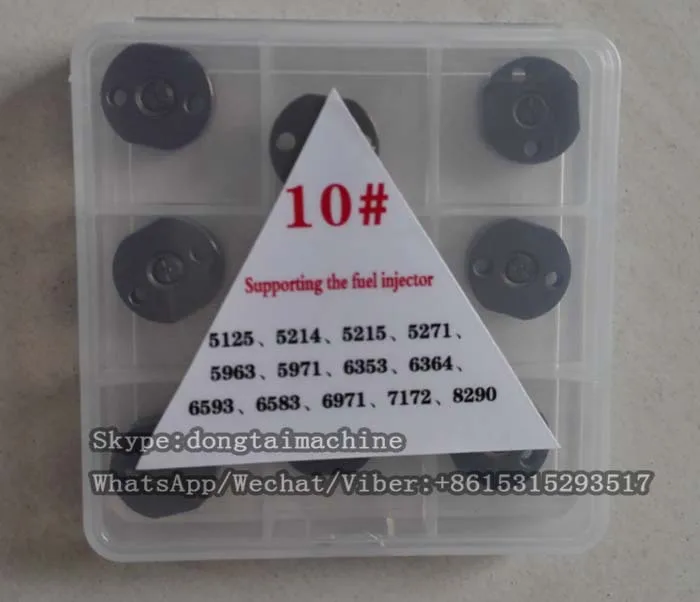 10#
Supporting the fuel injector
5125、5214、5215、5271、
5963、5971、6353、6364、
6593、6583、6971、7172、8290
Skype:dongtaimachine
WhatsApp/Wechat/Viber:+8615315293517